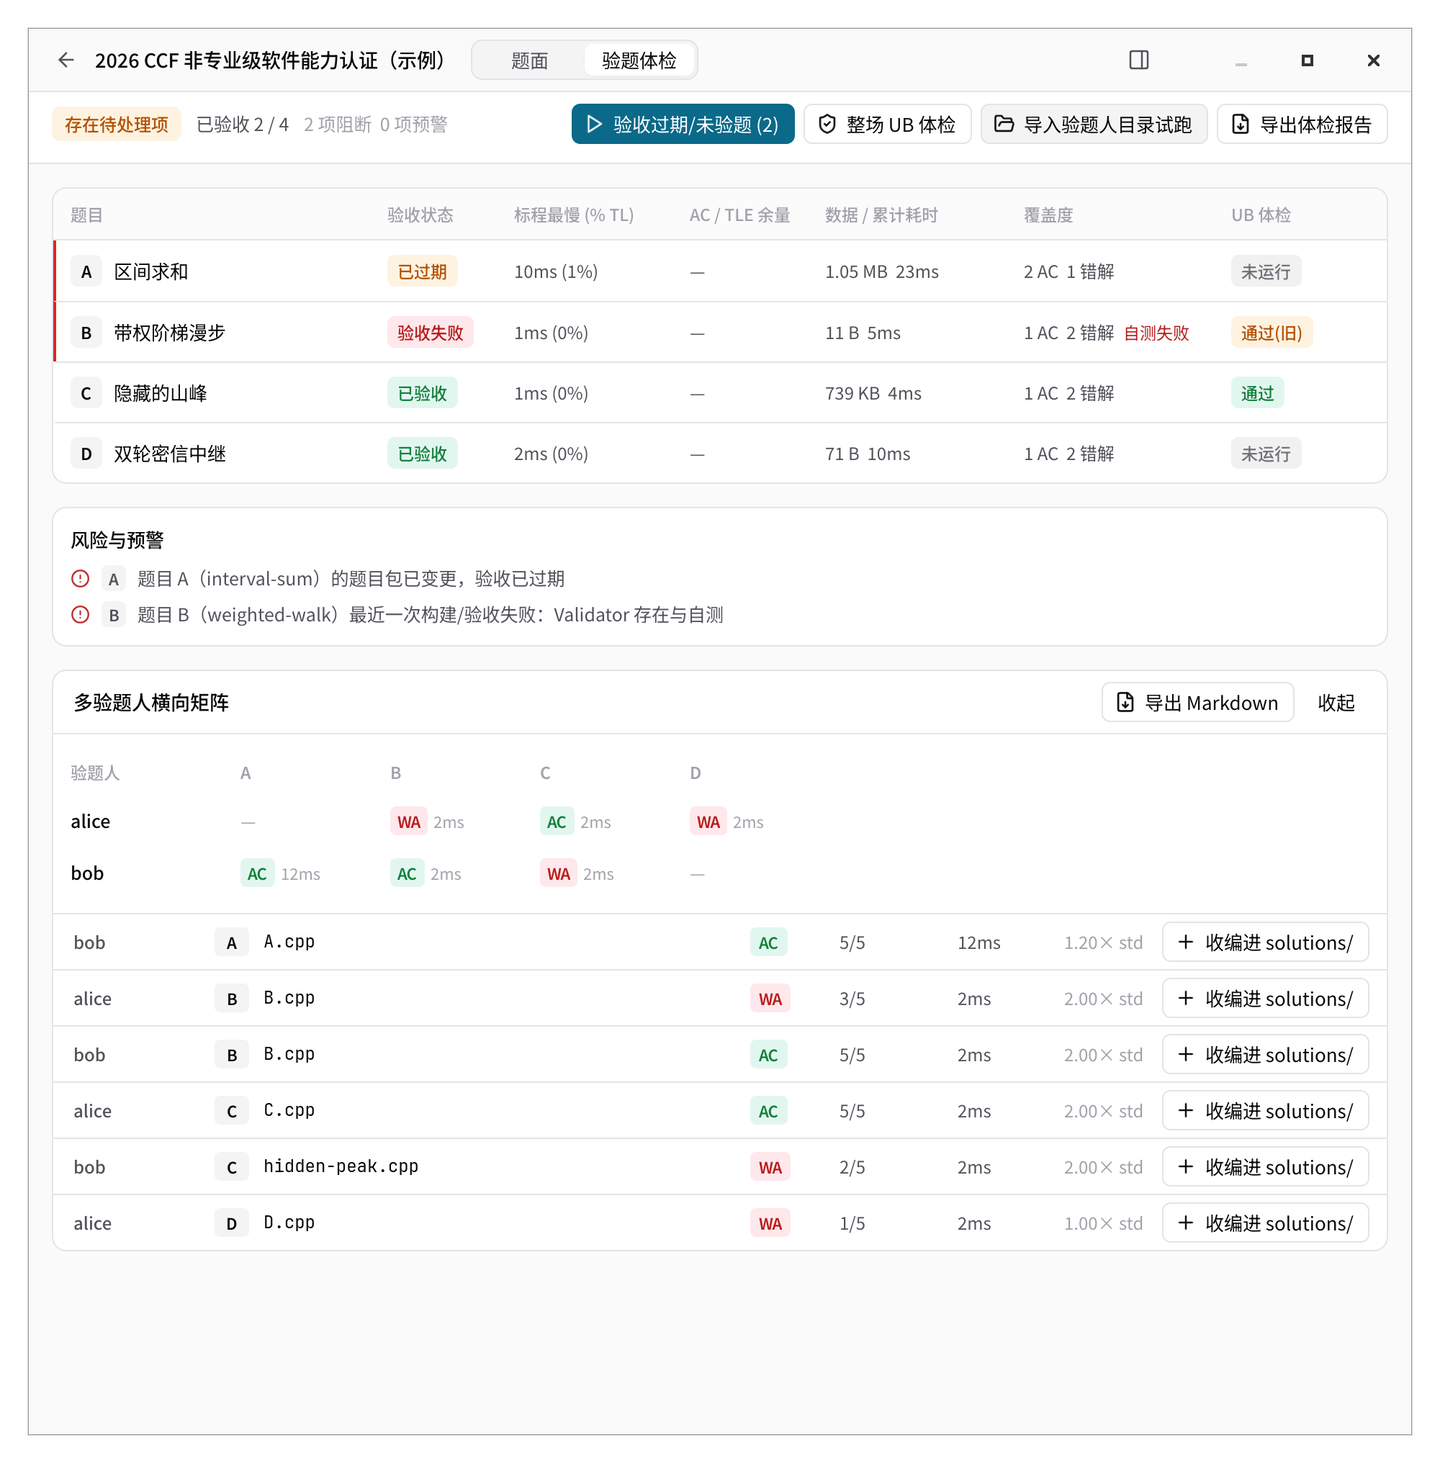 2026 CCF 非专业级软件能力认证（示例） 题面 验题体检
存在待处理项 已验收 2 / 4 2 项阻断 0 项预警 验收过期/未验题 (2) 整场 UB 体检 导入验题人目录试跑 导出体检报告
题目 验收状态 标程最慢 (% TL) AC / TLE 余量 数据 / 累计耗时 覆盖度 UB 体检
A 区间求和 已过期 10ms (1%) — 1.05 MB 23ms 2 AC 1 错解 未运行
B 带权阶梯漫步 验收失败 1ms (0%) — 11 B 5ms 1 AC 2 错解 自测失败 通过(旧)
C 隐藏的山峰 已验收 1ms (0%) — 739 KB 4ms 1 AC 2 错解 通过
D 双轮密信中继 已验收 2ms (0%) — 71 B 10ms 1 AC 2 错解 未运行
风险与预警
A 题目 A（interval-sum）的题目包已变更，验收已过期
B 题目 B（weighted-walk）最近一次构建/验收失败：Validator 存在与自测
多验题人横向矩阵 导出 Markdown 收起
验题人 A B C D
alice — WA 2ms AC 2ms WA 2ms
bob AC 12ms AC 2ms WA 2ms —
bob A A.cpp AC 5/5 12ms 1.20× std + 收编进 solutions/
alice B B.cpp WA 3/5 2ms 2.00× std + 收编进 solutions/
bob B B.cpp AC 5/5 2ms 2.00× std + 收编进 solutions/
alice C C.cpp AC 5/5 2ms 2.00× std + 收编进 solutions/
bob C hidden-peak.cpp WA 2/5 2ms 2.00× std + 收编进 solutions/
alice D D.cpp WA 1/5 2ms 1.00× std + 收编进 solutions/